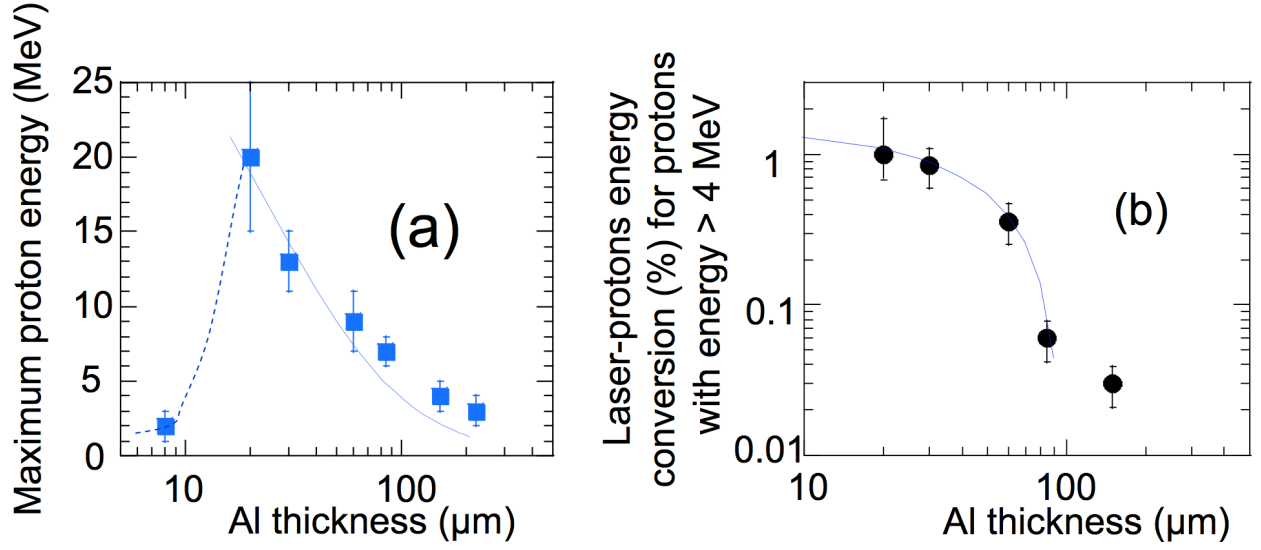 Maximum proton energy (MeV)
25
20
15
10
5
0
(a)
10
100
Al thickness (µm)
Laser-protons energy
conversion (%) for protons
with energy > 4 MeV
1
0.1
0.01
(b)
10
100
Al thickness (µm)